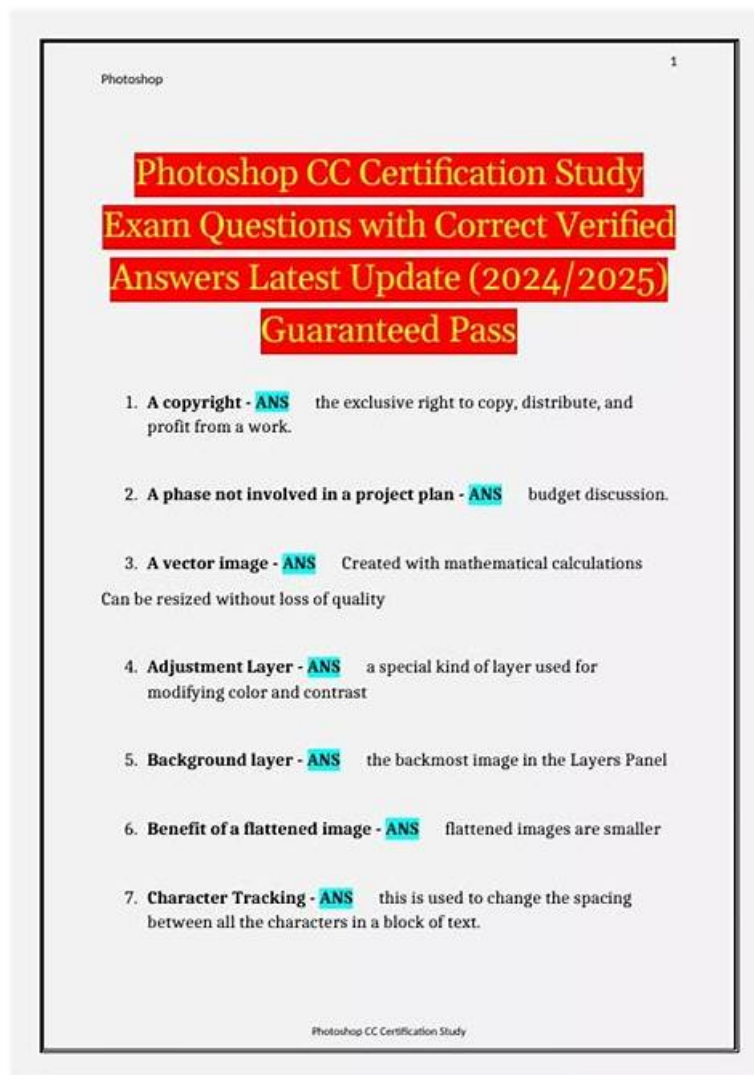 1
Photoshop
Photoshop CC Certification Study
Exam Questions with Correct Verified
Answers Latest Update (2024/2025)
Guaranteed Pass
1. A copyright - ANS the exclusive right to copy, distribute, and
profit from a work.
2. A phase not involved in a project plan - ANS budget discussion.
3. A vector image - ANS Created with mathematical calculations
Can be resized without loss of quality
4. Adjustment Layer - ANS a special kind of layer used for
modifying color and contrast
5. Background layer - ANS the backmost image in the Layers Panel
6. Benefit of a flattened image - ANS flattened images are smaller
7. Character Tracking - ANS this is used to change the spacing
between all the characters in a block of text.
Photoshop CC Certification Study